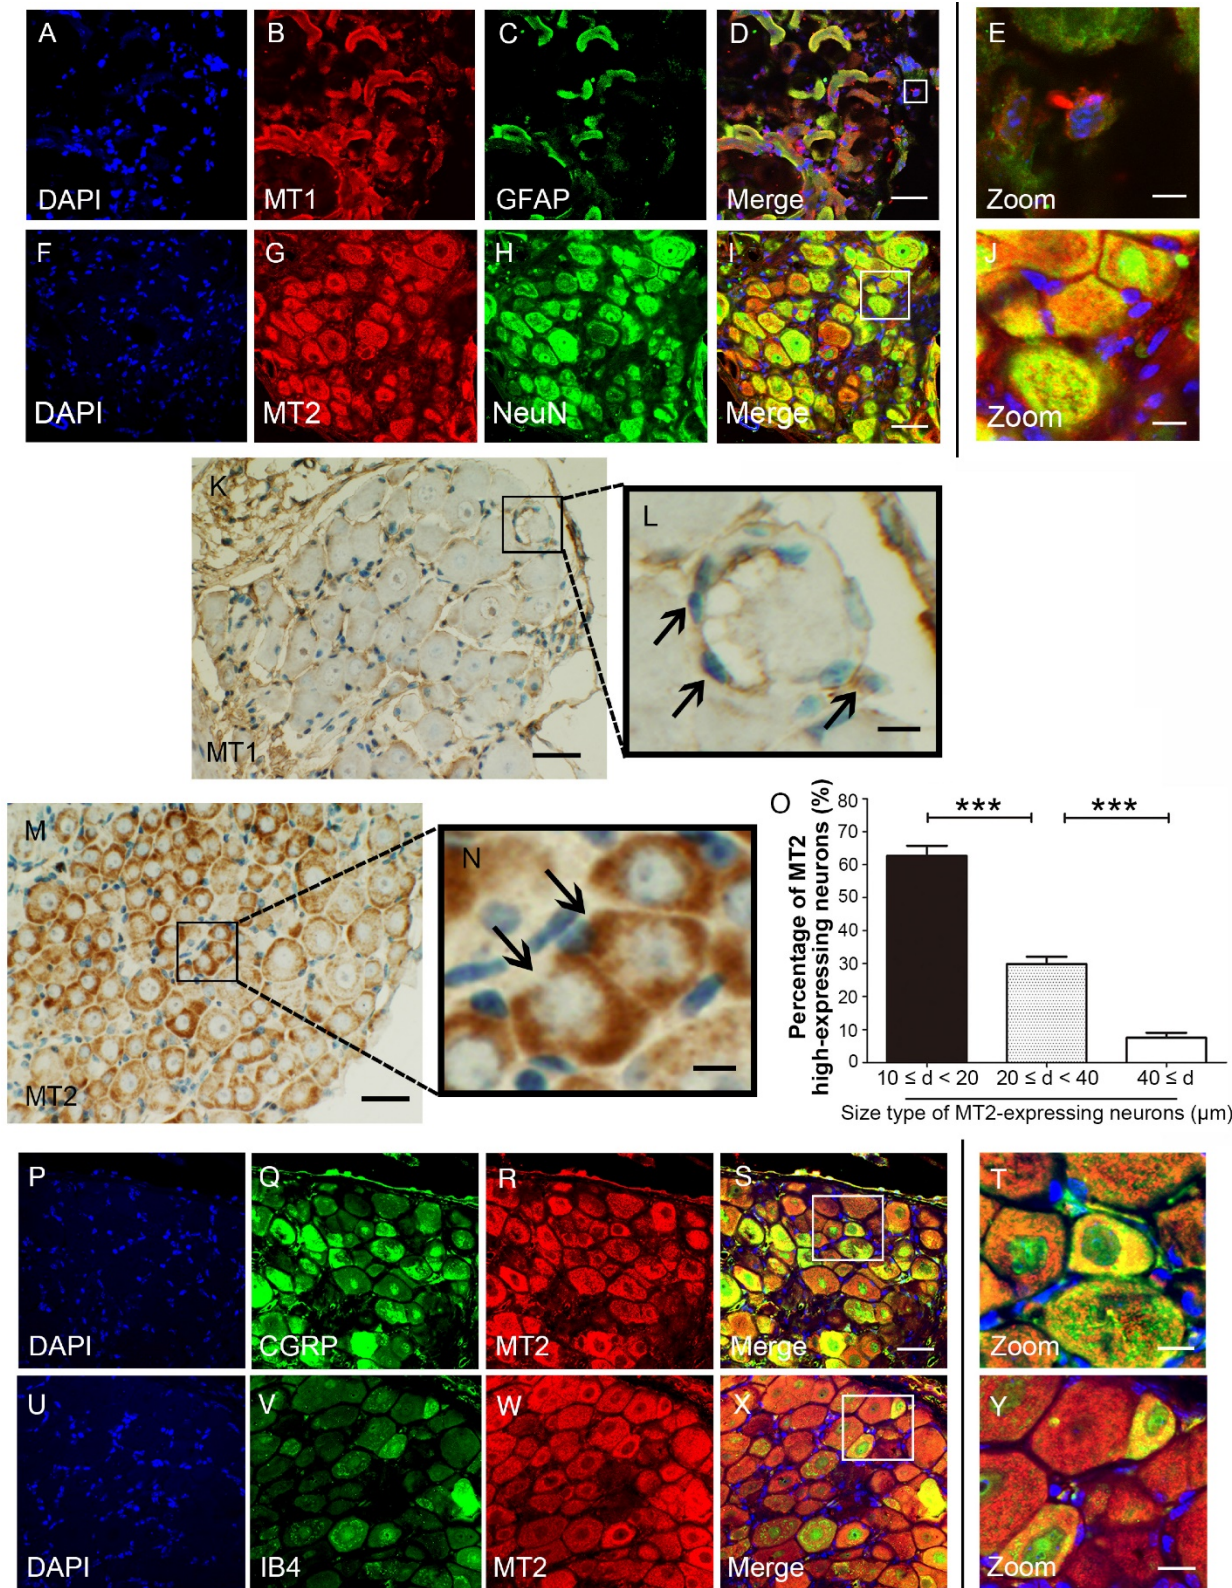 A
B
C
D
E
DAPI
MT1
GFAP
Merge
Zoom
F
G
H
I
J
DAPI
MT2
NeuN
Merge
Zoom
K
L
MT1
M
N
MT2
O
Percentage of MT2
high-expressing neurons (%)
80
70
60
50
40
30
20
10
0
***
***
10 ≤ d < 20
20 ≤ d < 40
40 ≤ d
Size type of MT2-expressing neurons (µm)
P
Q
R
S
T
DAPI
CGRP
MT2
Merge
Zoom
U
V
W
X
Y
DAPI
IB4
MT2
Merge
Zoom